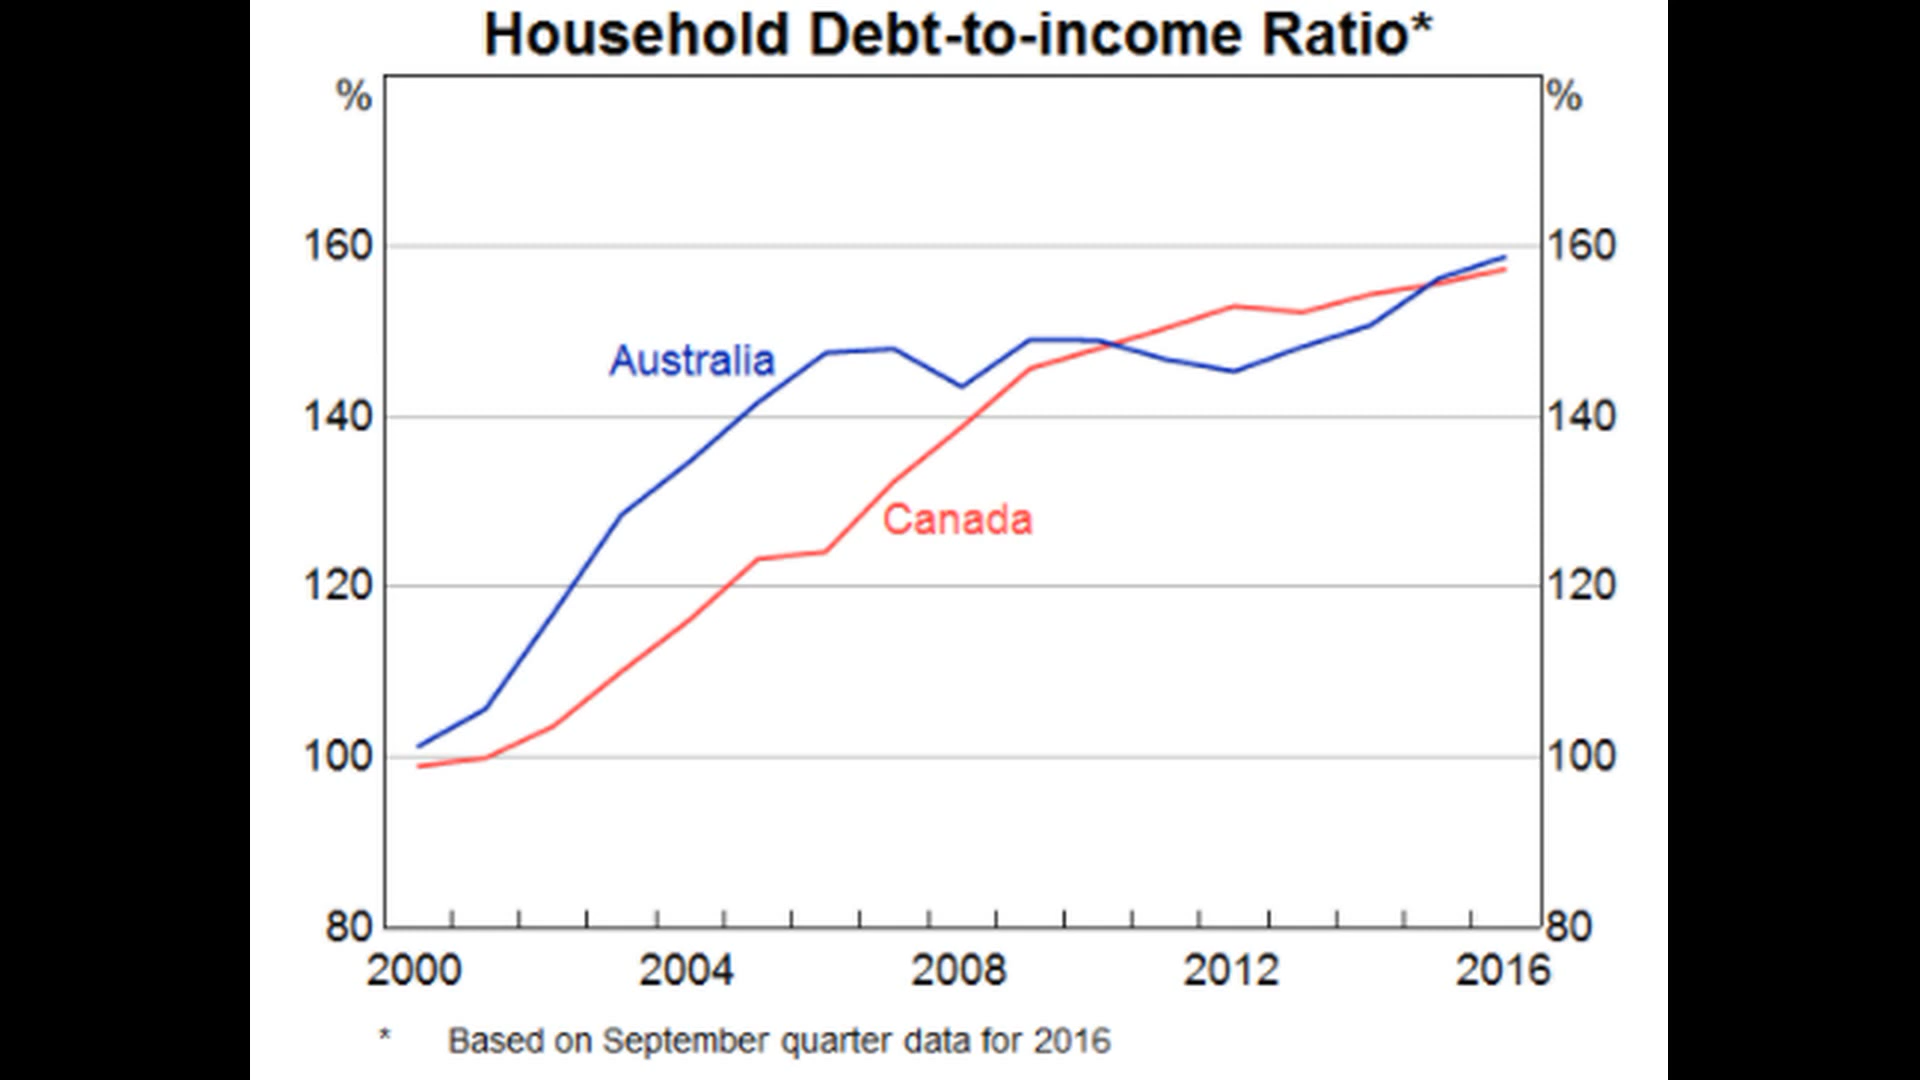 Household Debt-to-income Ratio*
% %
160 160
Australia
140 140
Canada
120 120
100 100
80 80
2000 2004 2008 2012 2016
* Based on September quarter data for 2016